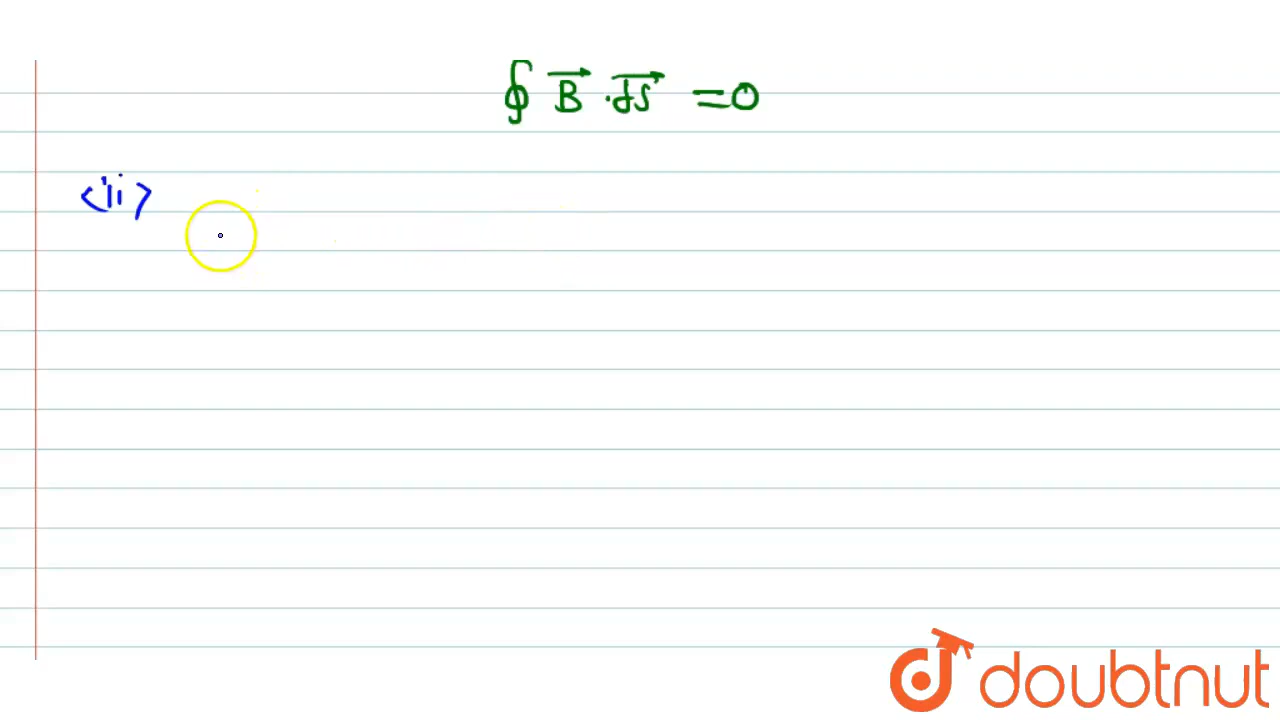 ∮ B⃗ · dS⃗ = 0
<ii>
doubtnut